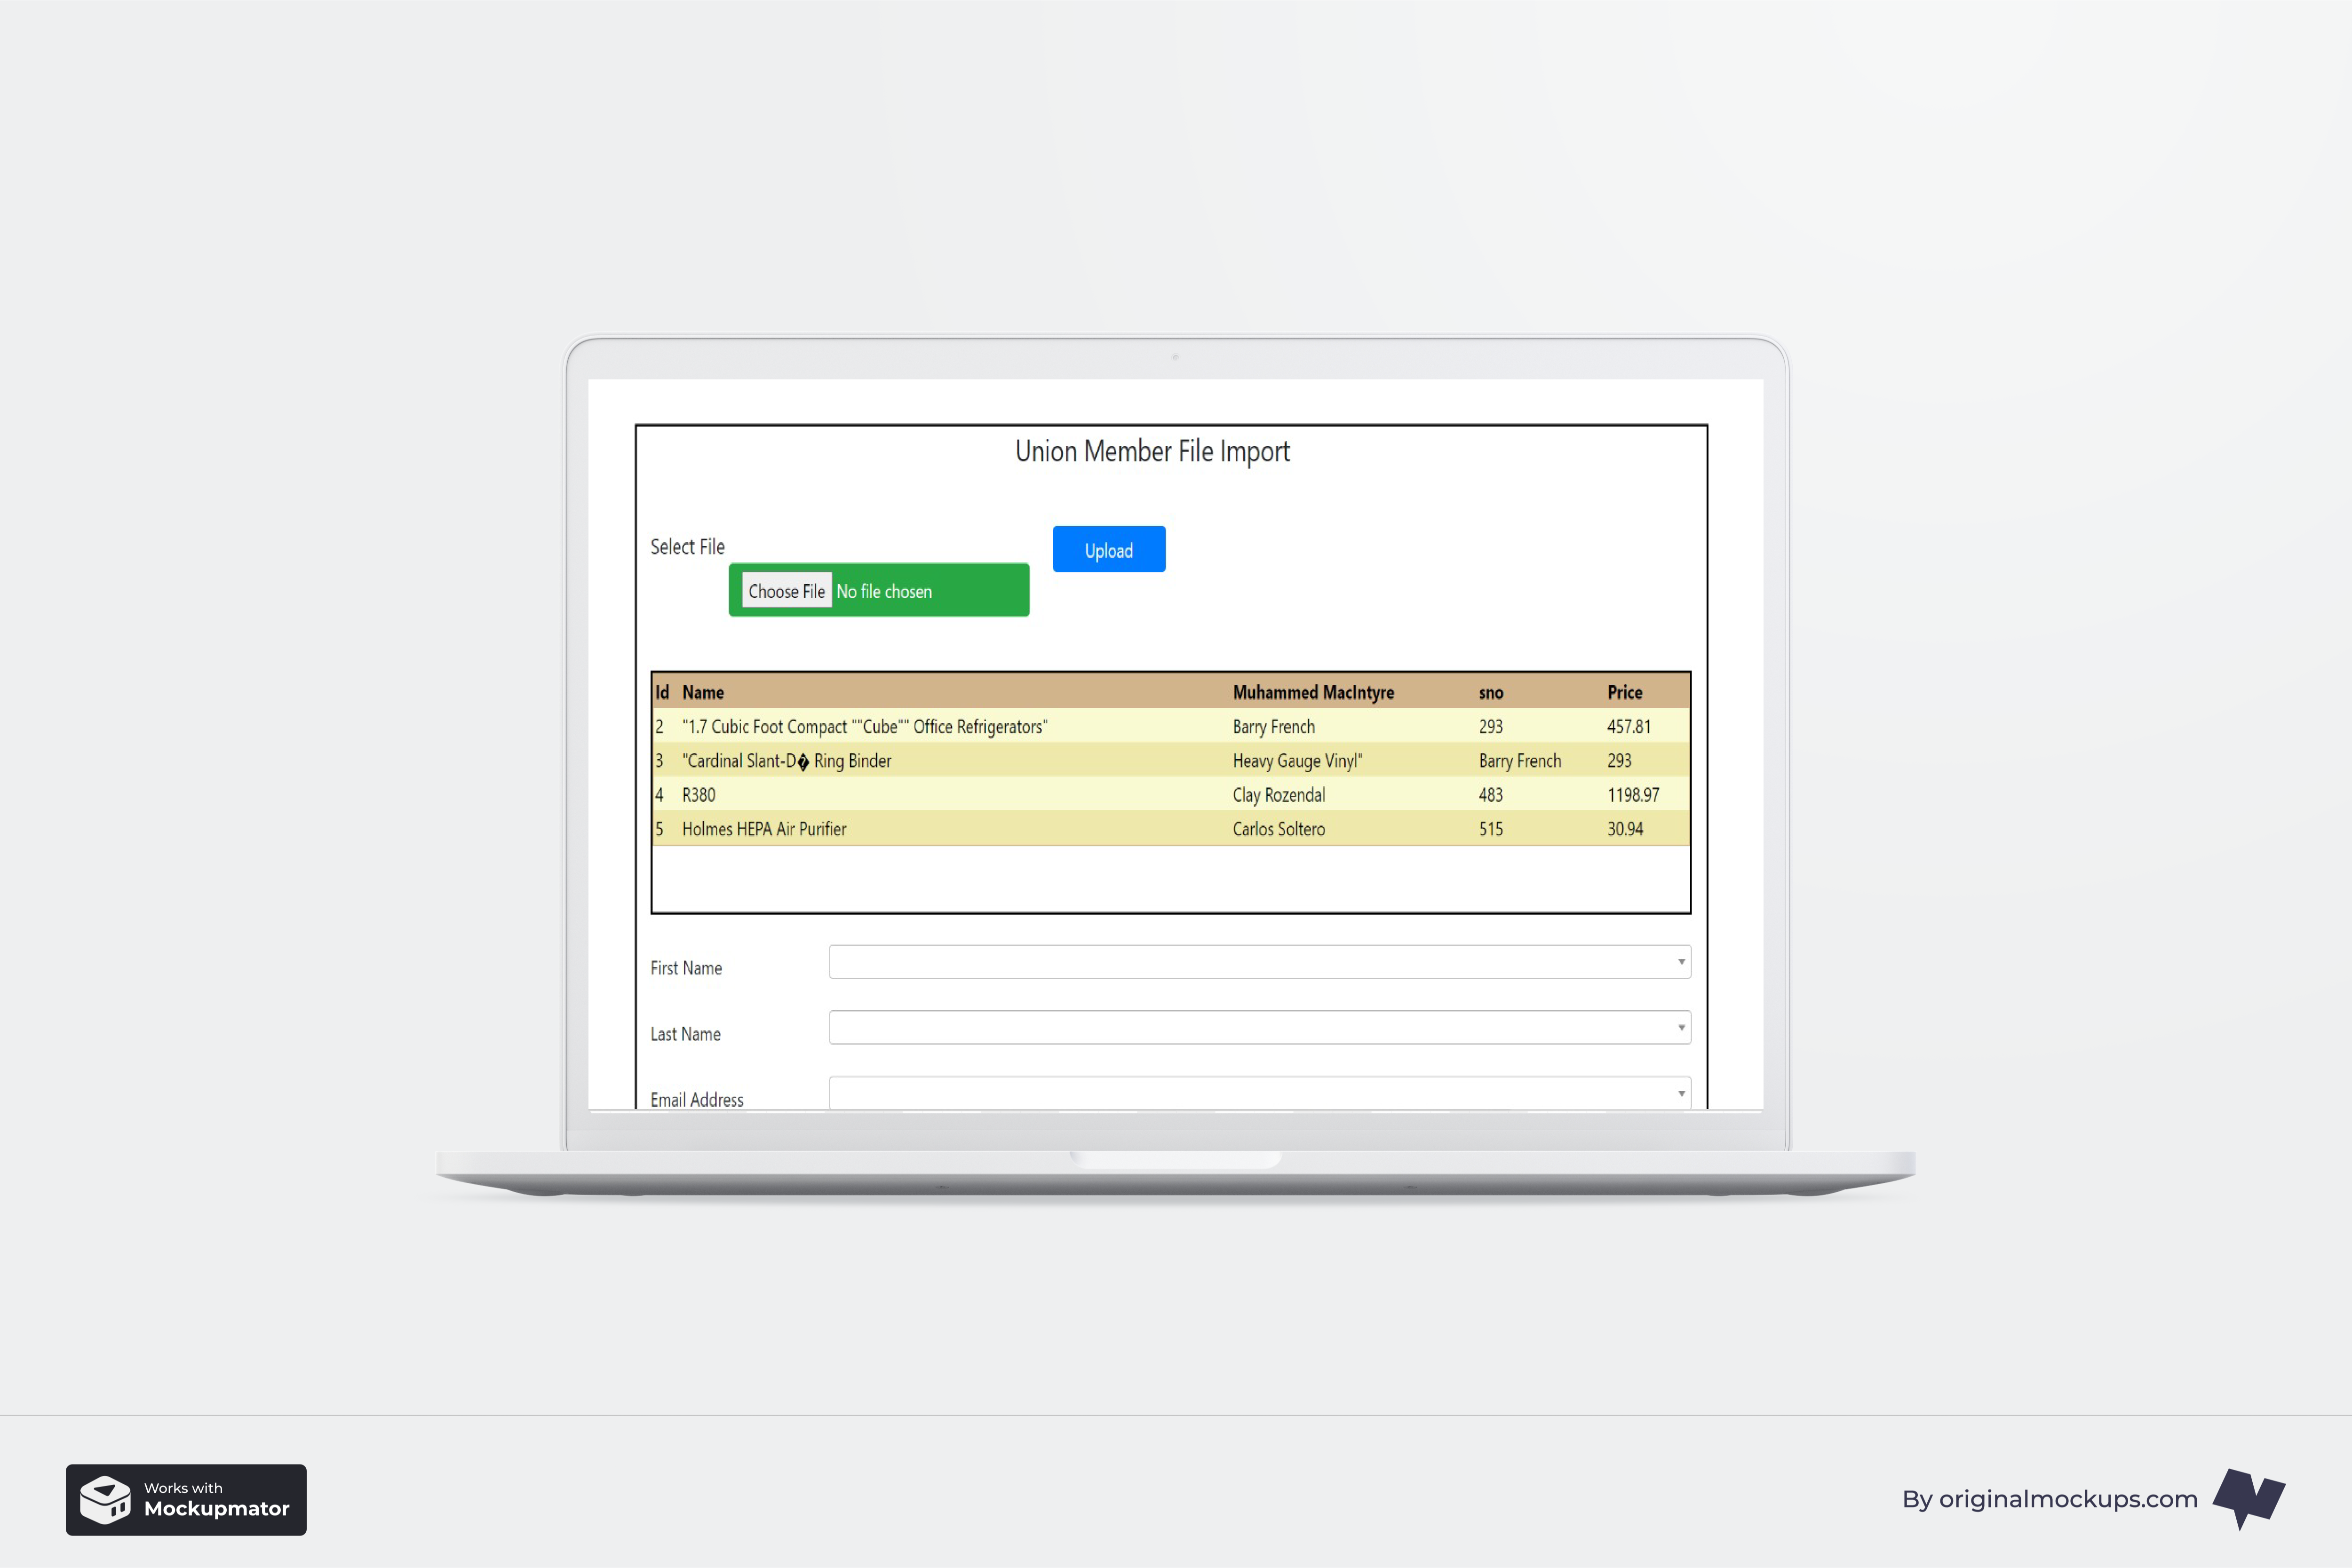 Union Member File Import
Select File
Upload
Choose File No file chosen
Id Name Muhammed MacIntyre sno Price
2 "1.7 Cubic Foot Compact ""Cube"" Office Refrigerators" Barry French 293 457.81
3 "Cardinal Slant-D� Ring Binder Heavy Gauge Vinyl" Barry French 293
4 R380 Clay Rozendal 483 1198.97
5 Holmes HEPA Air Purifier Carlos Soltero 515 30.94
First Name
Last Name
Email Address
Works with
Mockupmator
By originalmockups.com